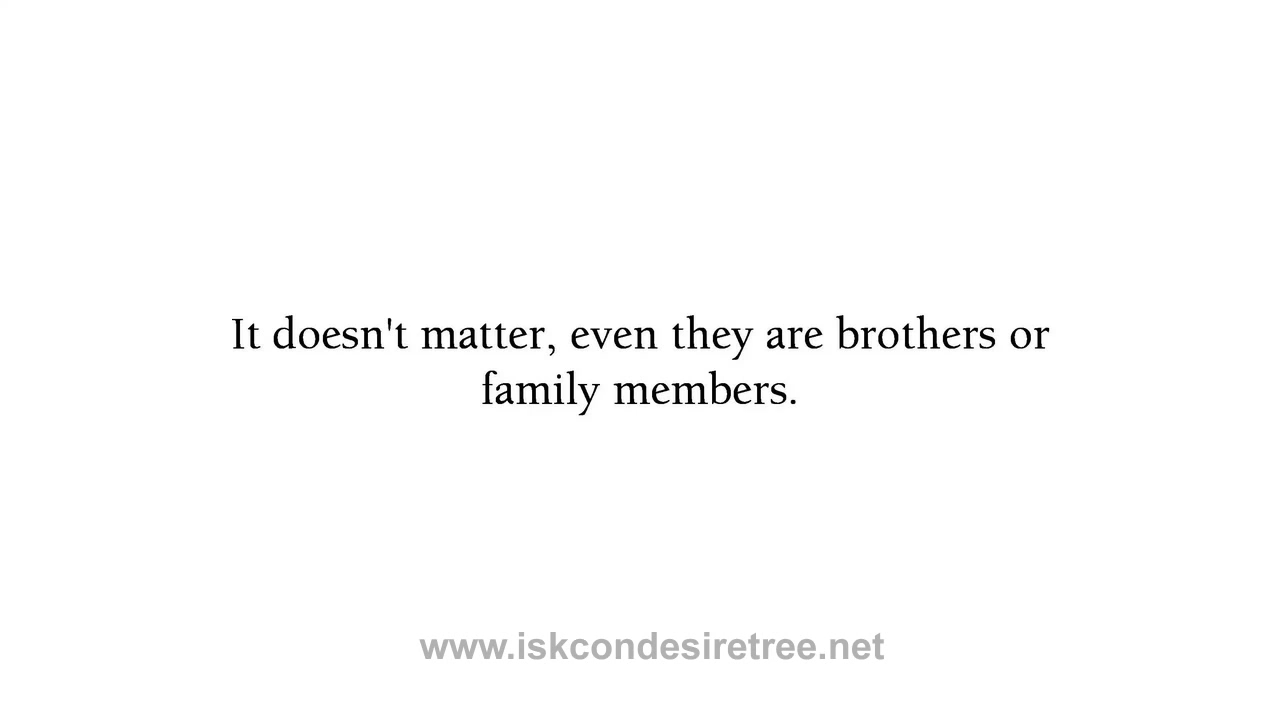 It doesn't matter, even they are brothers or
family members.
www.iskcondesiretree.net